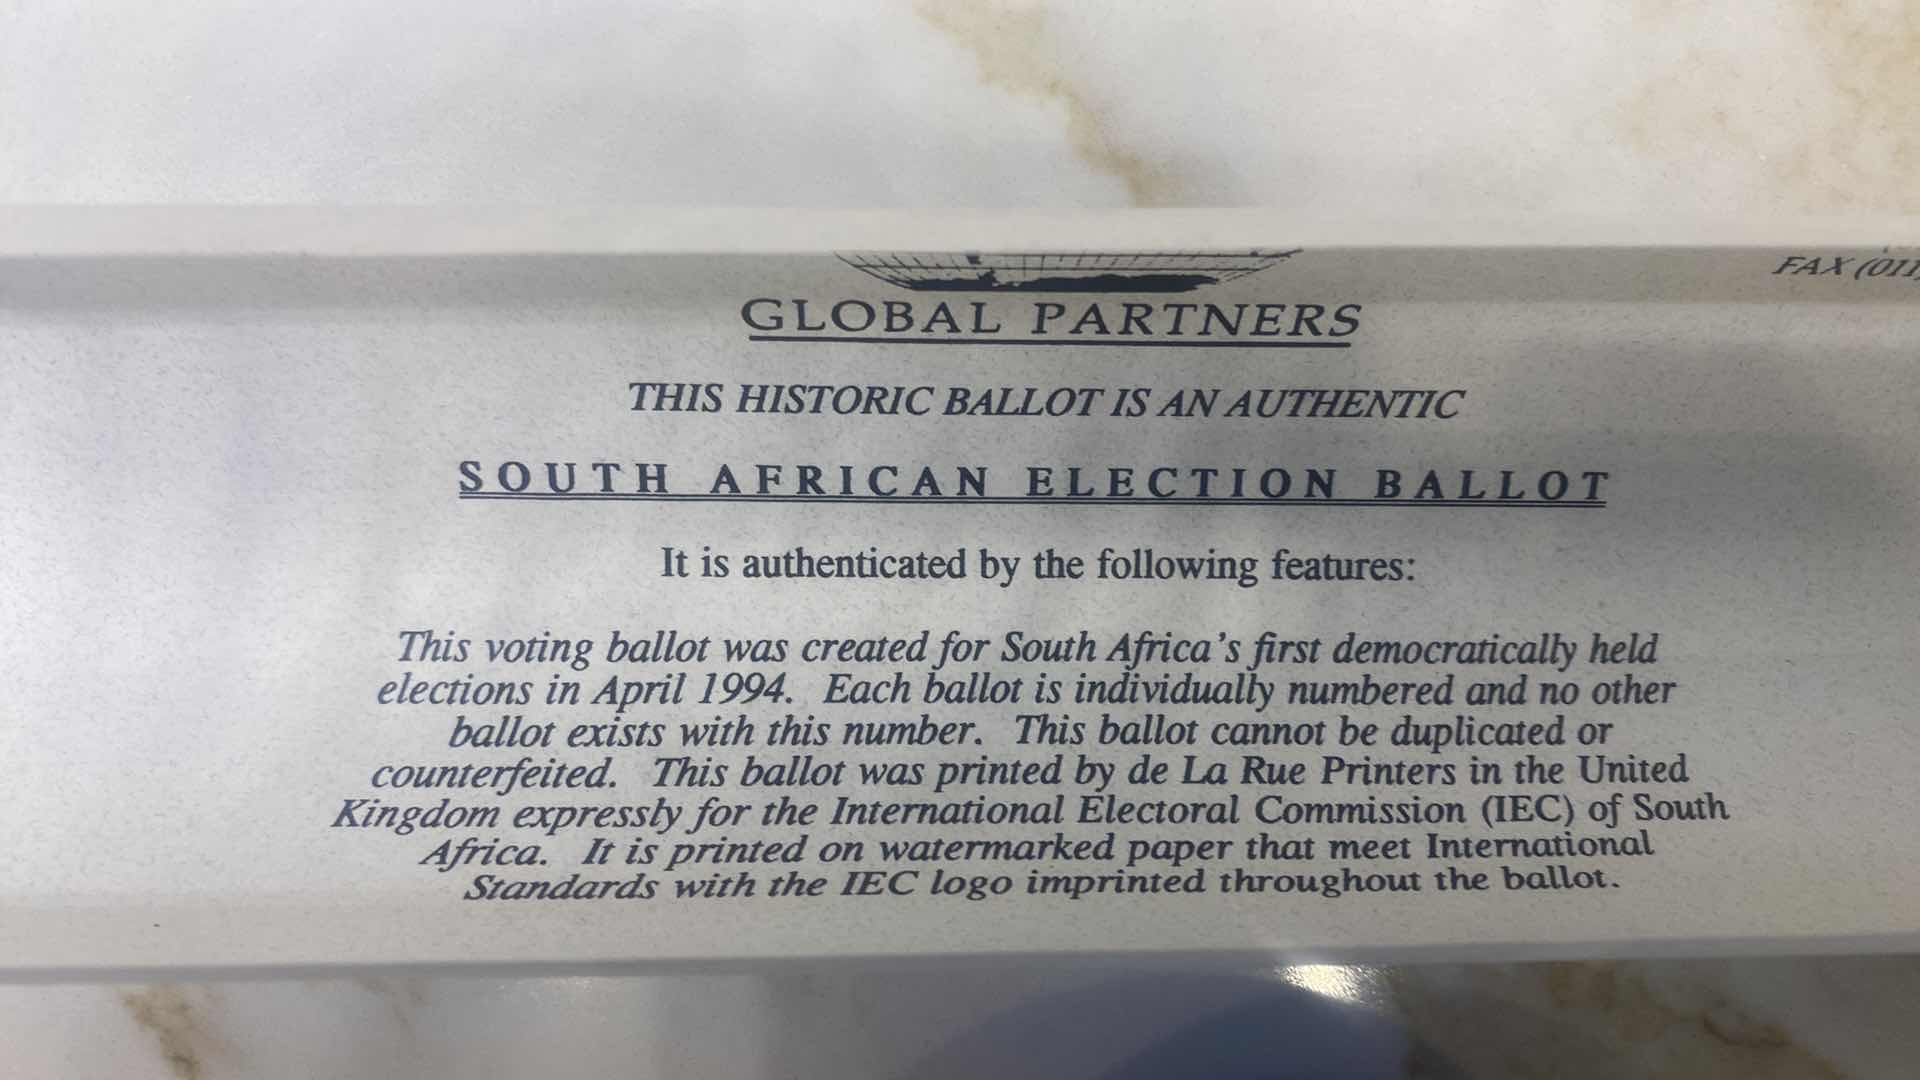 FAX (011)
GLOBAL PARTNERS
THIS HISTORIC BALLOT IS AN AUTHENTIC
SOUTH AFRICAN ELECTION BALLOT
It is authenticated by the following features:
This voting ballot was created for South Africa's first democratically held
elections in April 1994. Each ballot is individually numbered and no other
ballot exists with this number. This ballot cannot be duplicated or
counterfeited. This ballot was printed by de La Rue Printers in the United
Kingdom expressly for the International Electoral Commission (IEC) of South
Africa. It is printed on watermarked paper that meet International
Standards with the IEC logo imprinted throughout the ballot.